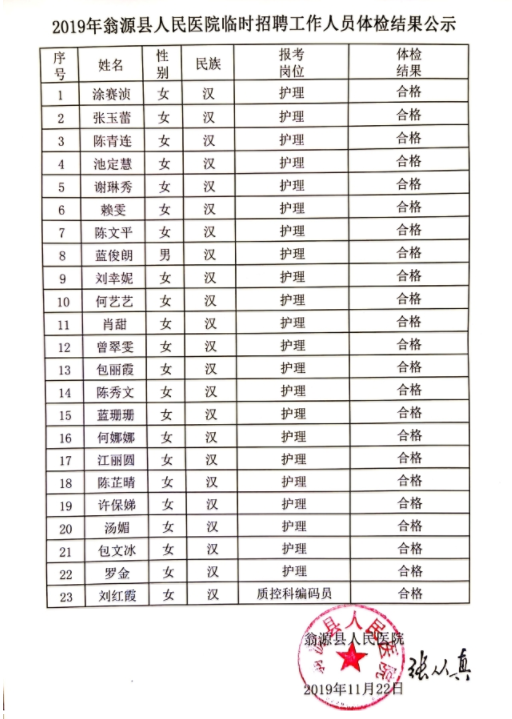 2019年翁源县人民医院临时招聘工作人员体检结果公示
序号 姓名 性别 民族 报考岗位 体检结果
1 涂赛浈 女 汉 护理 合格
2 张玉蕾 女 汉 护理 合格
3 陈青连 女 汉 护理 合格
4 池定慧 女 汉 护理 合格
5 谢琳秀 女 汉 护理 合格
6 赖雯 女 汉 护理 合格
7 陈文平 女 汉 护理 合格
8 蓝俊朗 男 汉 护理 合格
9 刘幸妮 女 汉 护理 合格
10 何艺艺 女 汉 护理 合格
11 肖甜 女 汉 护理 合格
12 曾翠雯 女 汉 护理 合格
13 包丽霞 女 汉 护理 合格
14 陈秀文 女 汉 护理 合格
15 蓝珊珊 女 汉 护理 合格
16 何娜娜 女 汉 护理 合格
17 江丽圆 女 汉 护理 合格
18 陈芷晴 女 汉 护理 合格
19 许保娣 女 汉 护理 合格
20 汤媚 女 汉 护理 合格
21 包文冰 女 汉 护理 合格
22 罗金 女 汉 护理 合格
23 刘红霞 女 汉 质控科编码员 合格
翁源县人民医院
翁源县人民医院
张从真
2019年11月22日